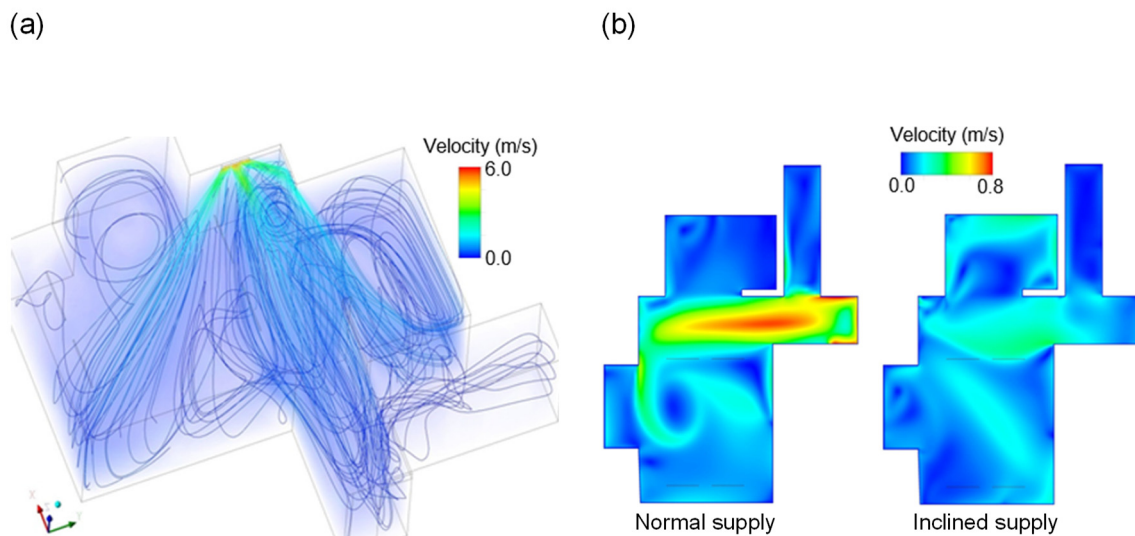 (a)
(b)
Velocity (m/s)
6.0
0.0
Velocity (m/s)
0.0
0.8
X
Y
Normal supply
Inclined supply